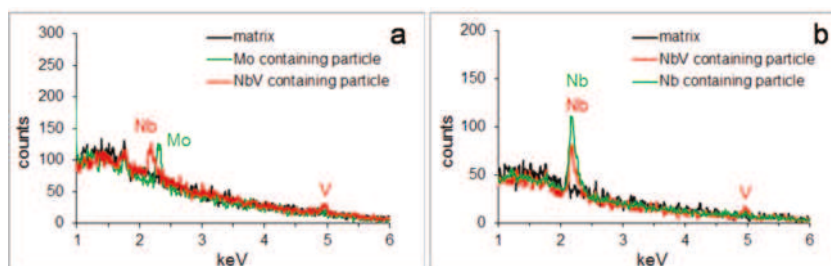 a
300
250
200
150
100
50
0
counts
matrix
Mo containing particle
NbV containing particle
Nb
Mo
V
1 2 3 4 5 6
keV
b
200
150
100
50
0
counts
matrix
NbV containing particle
Nb containing particle
Nb
Nb
V
1 2 3 4 5 6
keV